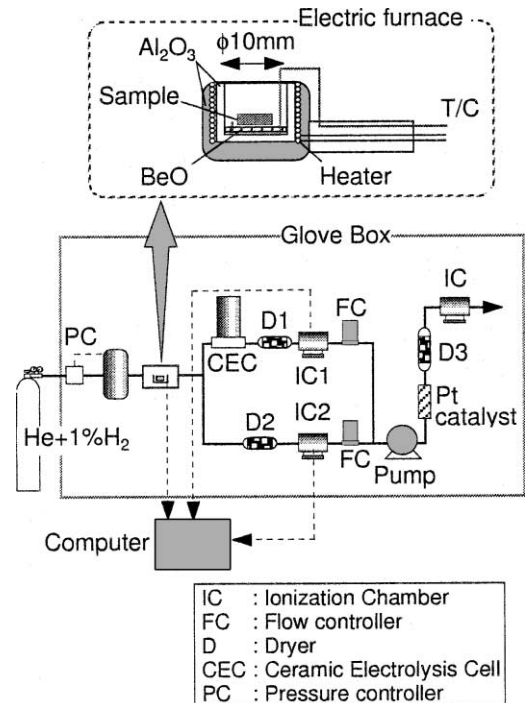 Electric furnace
Al₂O₃
ϕ10mm
Sample
T/C
BeO
Heater
Glove Box
PC
CEC
D1
IC1
FC
IC
D3
He+1%H₂
D2
IC2
FC
Pt
catalyst
Pump
Computer
IC : Ionization Chamber
FC : Flow controller
D : Dryer
CEC : Ceramic Electrolysis Cell
PC : Pressure controller